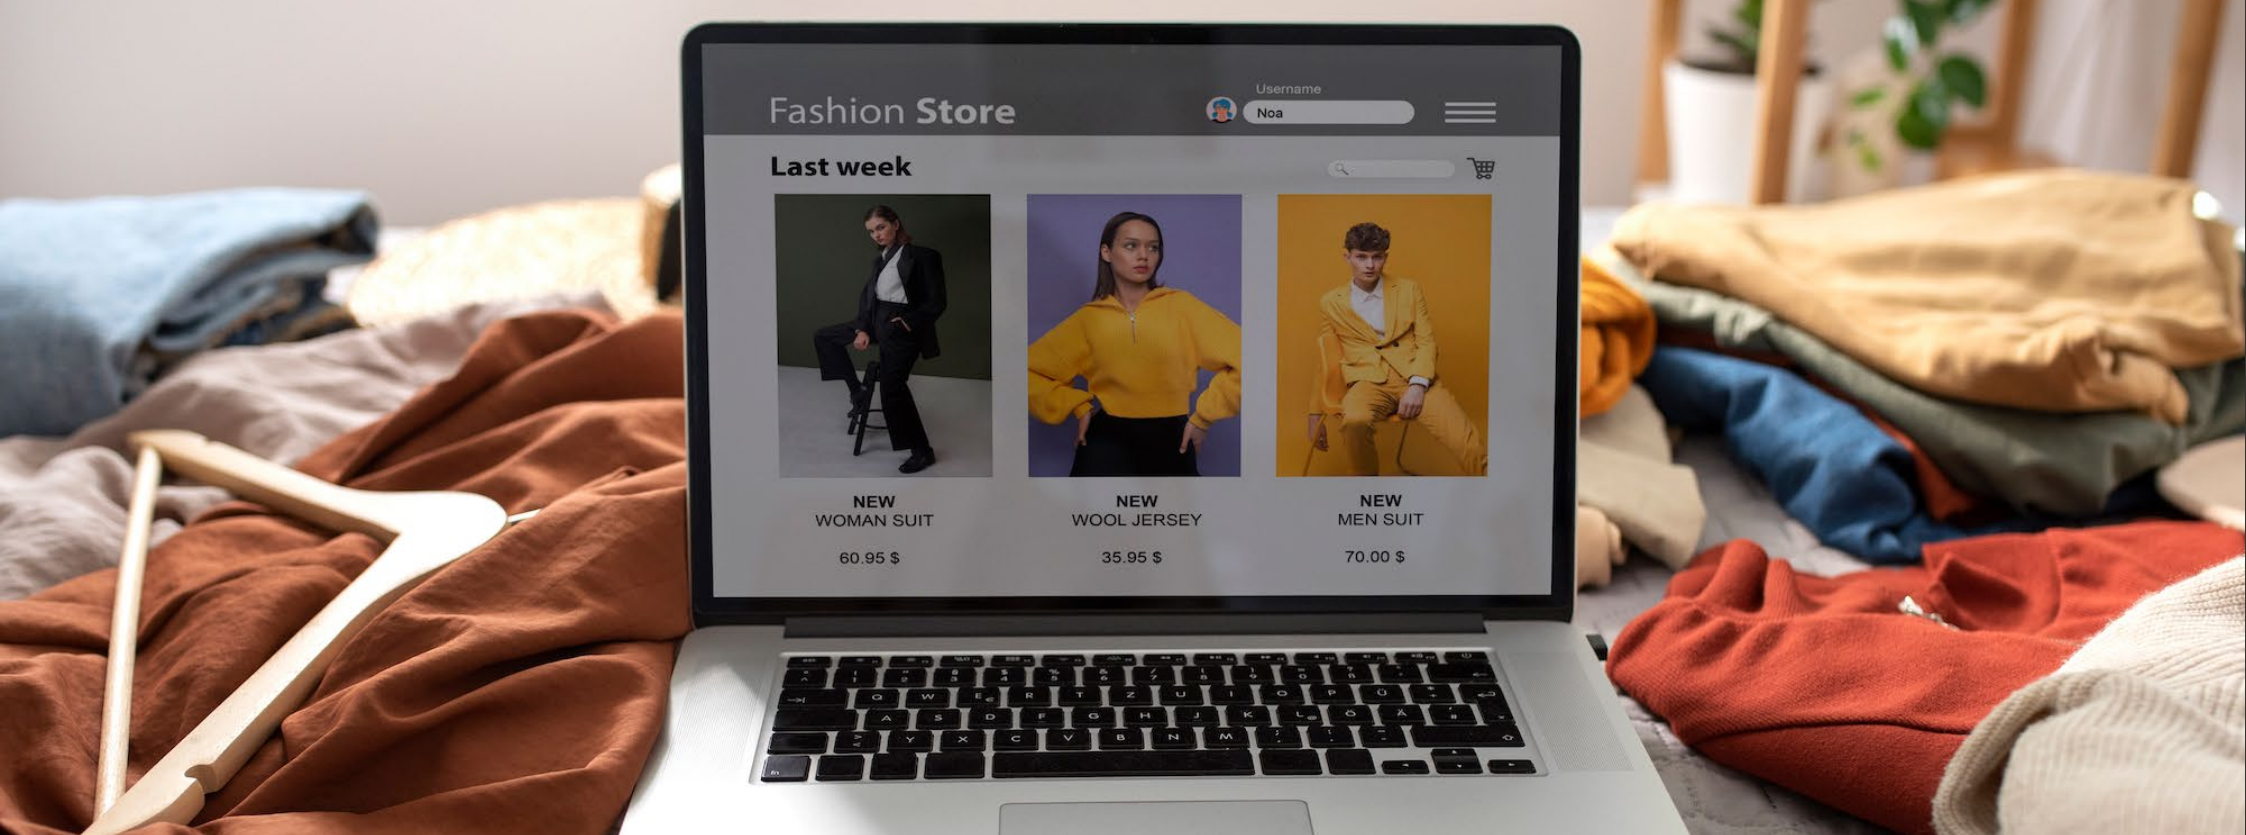 Fashion Store
Username
Noa
Last week
NEW
WOMAN SUIT
60.95 $
NEW
WOOL JERSEY
35.95 $
NEW
MEN SUIT
70.00 $
Q W E R T Z U I O P Ü
A S D F G H J K L Ö Ä
Y X C V B N M
fn